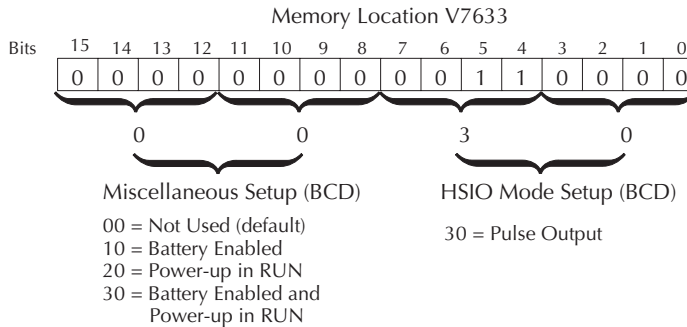 Memory Location V7633
Bits 15 14 13 12 11 10 9 8 7 6 5 4 3 2 1 0
0 0 0 0 0 0 0 0 0 0 1 1 0 0 0 0
0 0 3 0
Miscellaneous Setup (BCD) HSIO Mode Setup (BCD)
00 = Not Used (default)
10 = Battery Enabled
20 = Power-up in RUN
30 = Battery Enabled and
Power-up in RUN
30 = Pulse Output